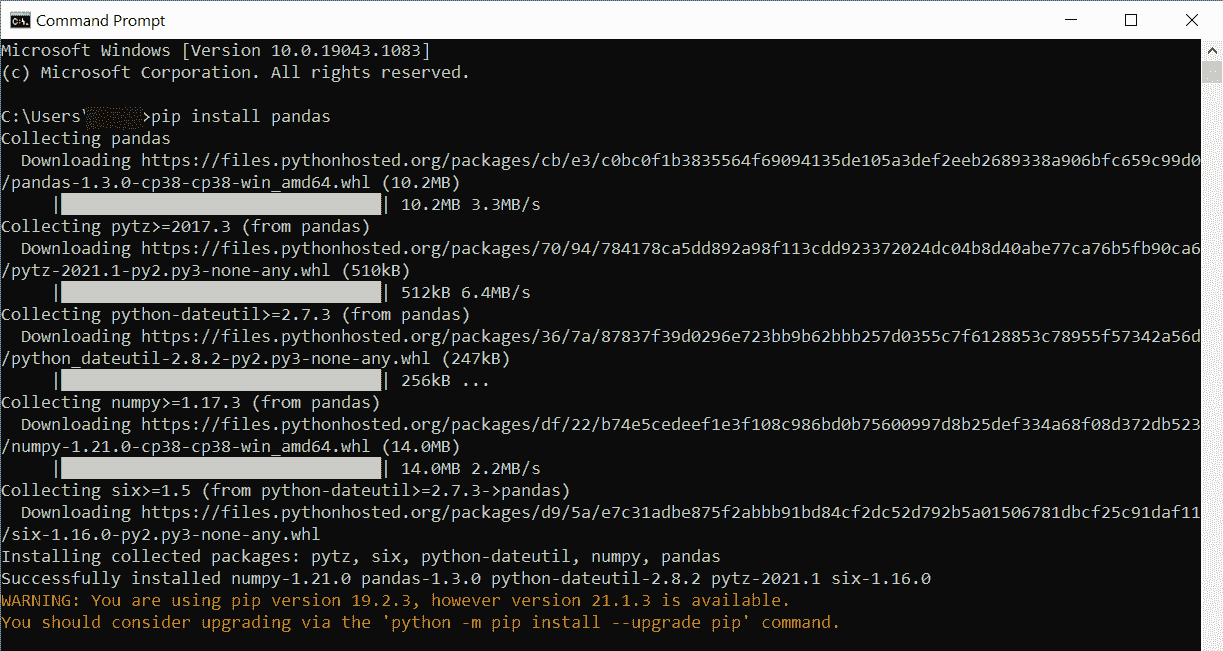 Command Prompt
Microsoft Windows [Version 10.0.19043.1083]
(c) Microsoft Corporation. All rights reserved.
C:\Users\>pip install pandas
Collecting pandas
Downloading https://files.pythonhosted.org/packages/cb/e3/c0bc0f1b3835564f69094135de105a3def2eeb2689338a906bfc659c99d0
/pandas-1.3.0-cp38-cp38-win_amd64.whl (10.2MB)
| | 10.2MB 3.3MB/s
Collecting pytz>=2017.3 (from pandas)
Downloading https://files.pythonhosted.org/packages/70/94/784178ca5dd892a98f113cdd923372024dc04b8d40abe77ca76b5fb90ca6
/pytz-2021.1-py2.py3-none-any.whl (510kB)
| | 512kB 6.4MB/s
Collecting python-dateutil>=2.7.3 (from pandas)
Downloading https://files.pythonhosted.org/packages/36/7a/87837f39d0296e723bb9b62bbb257d0355c7f6128853c78955f57342a56d
/python_dateutil-2.8.2-py2.py3-none-any.whl (247kB)
| | 256kB ...
Collecting numpy>=1.17.3 (from pandas)
Downloading https://files.pythonhosted.org/packages/df/22/b74e5cedeef1e3f108c986bd0b75600997d8b25def334a68f08d372db523
/numpy-1.21.0-cp38-cp38-win_amd64.whl (14.0MB)
| | 14.0MB 2.2MB/s
Collecting six>=1.5 (from python-dateutil>=2.7.3->pandas)
Downloading https://files.pythonhosted.org/packages/d9/5a/e7c31adbe875f2abbb91bd84cf2dc52d792b5a01506781dbcf25c91daf11
/six-1.16.0-py2.py3-none-any.whl
Installing collected packages: pytz, six, python-dateutil, numpy, pandas
Successfully installed numpy-1.21.0 pandas-1.3.0 python-dateutil-2.8.2 pytz-2021.1 six-1.16.0
WARNING: You are using pip version 19.2.3, however version 21.1.3 is available.
You should consider upgrading via the 'python -m pip install --upgrade pip' command.